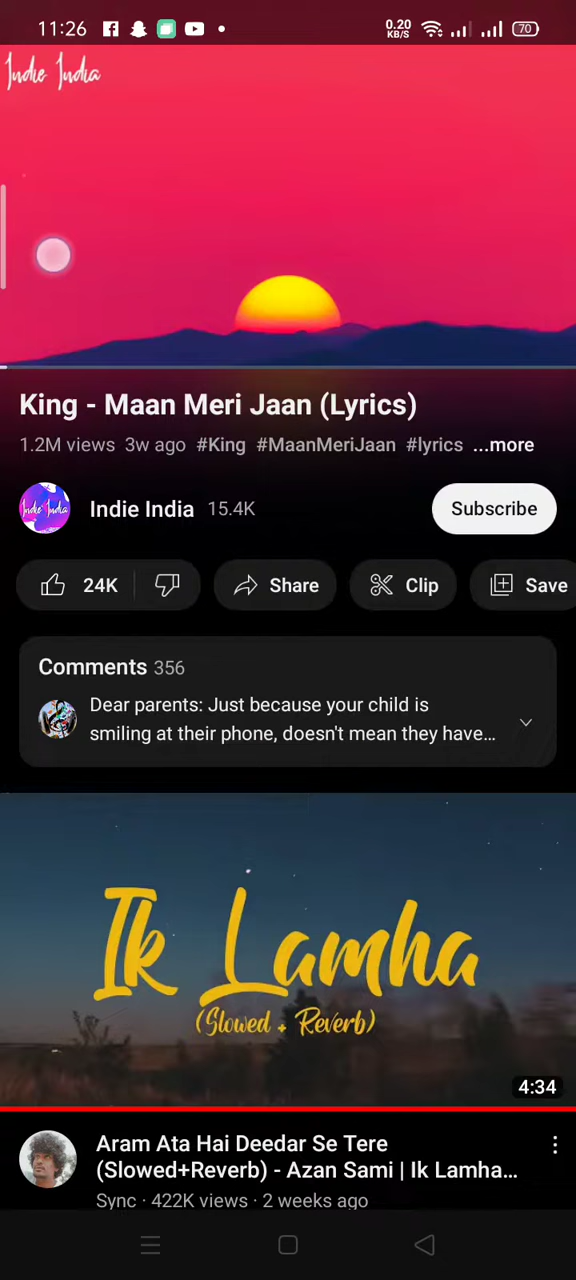 11:26
0.20
KB/S
70
Indie India
King - Maan Meri Jaan (Lyrics)
1.2M views 3w ago #King #MaanMeriJaan #lyrics ...more
Indie India
Indie India 15.4K
Subscribe
24K
Share
Clip
Save
Comments 356
Dear parents: Just because your child is
smiling at their phone, doesn't mean they have...
Ik Lamha
(Slowed + Reverb)
4:34
Aram Ata Hai Deedar Se Tere
(Slowed+Reverb) - Azan Sami | Ik Lamha...
Sync · 422K views · 2 weeks ago